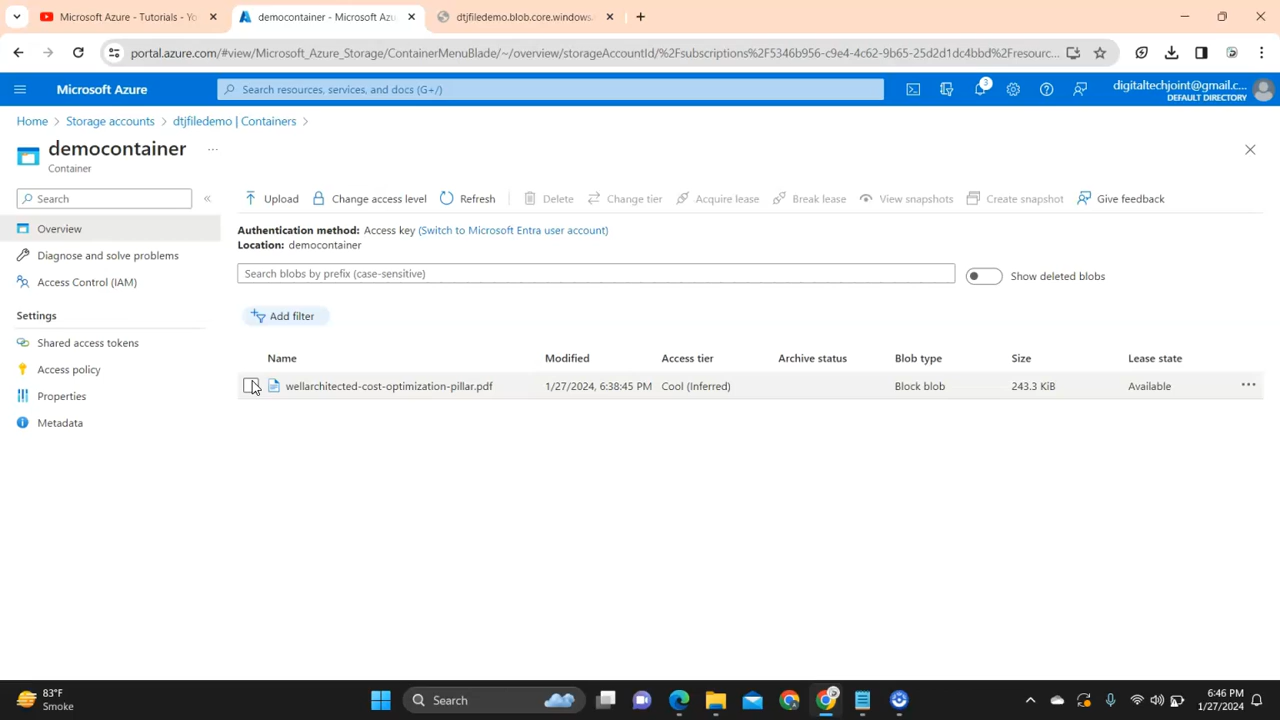 Microsoft Azure - Tutorials - Yo
democontainer - Microsoft Azu
dtjfiledemo.blob.core.windows.
portal.azure.com/#view/Microsoft_Azure_Storage/ContainerMenuBlade/~/overview/storageAccountId/%2Fsubscriptions%2F5346b956-c9e4-4c62-9b65-25d2d1dc4bbd%2Fresourc...
Microsoft Azure
Search resources, services, and docs (G+/)
3
digitaltechjoint@gmail.c...
DEFAULT DIRECTORY
Home > Storage accounts > dtjfiledemo | Containers >
democontainer ...
Container
Search
«
Upload
Change access level
Refresh
Delete
Change tier
Acquire lease
Break lease
View snapshots
Create snapshot
Give feedback
Overview
Diagnose and solve problems
Access Control (IAM)
Settings
Shared access tokens
Access policy
Properties
Metadata
Authentication method: Access key (Switch to Microsoft Entra user account)
Location: democontainer
Search blobs by prefix (case-sensitive)
Show deleted blobs
Add filter
Name Modified Access tier Archive status Blob type Size Lease state
wellarchitected-cost-optimization-pillar.pdf 1/27/2024, 6:38:45 PM Cool (Inferred) Block blob 243.3 KiB Available ...
83°F
Smoke
Search
6:46 PM
1/27/2024